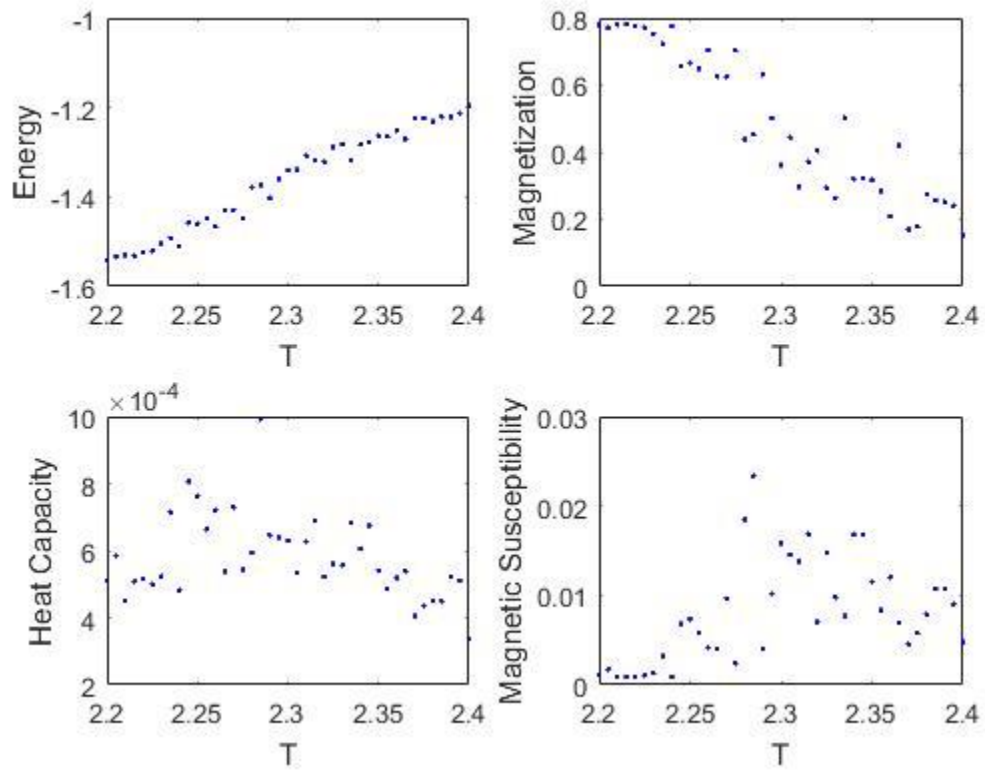 -1
-1.2
-1.4
-1.6
Energy
2.2 2.25 2.3 2.35 2.4
T
0.8
0.6
0.4
0.2
0
Magnetization
2.2 2.25 2.3 2.35 2.4
T
× 10⁻⁴
10
8
6
4
2
Heat Capacity
2.2 2.25 2.3 2.35 2.4
T
0.03
0.02
0.01
0
Magnetic Susceptibility
2.2 2.25 2.3 2.35 2.4
T